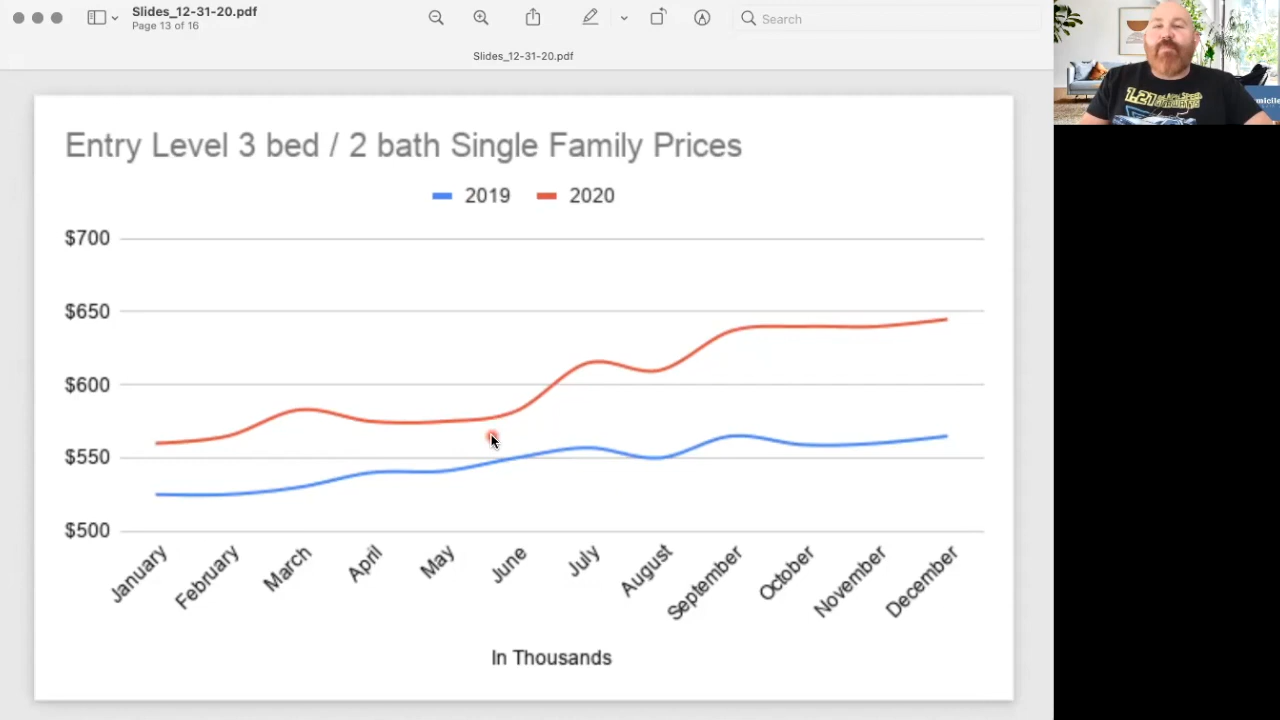 Slides_12-31-20.pdf
Page 13 of 16
Search
Slides_12-31-20.pdf
Entry Level 3 bed / 2 bath Single Family Prices
2019 2020
$700
$650
$600
$550
$500
January February March April May June July August September October November December
In Thousands
1.21